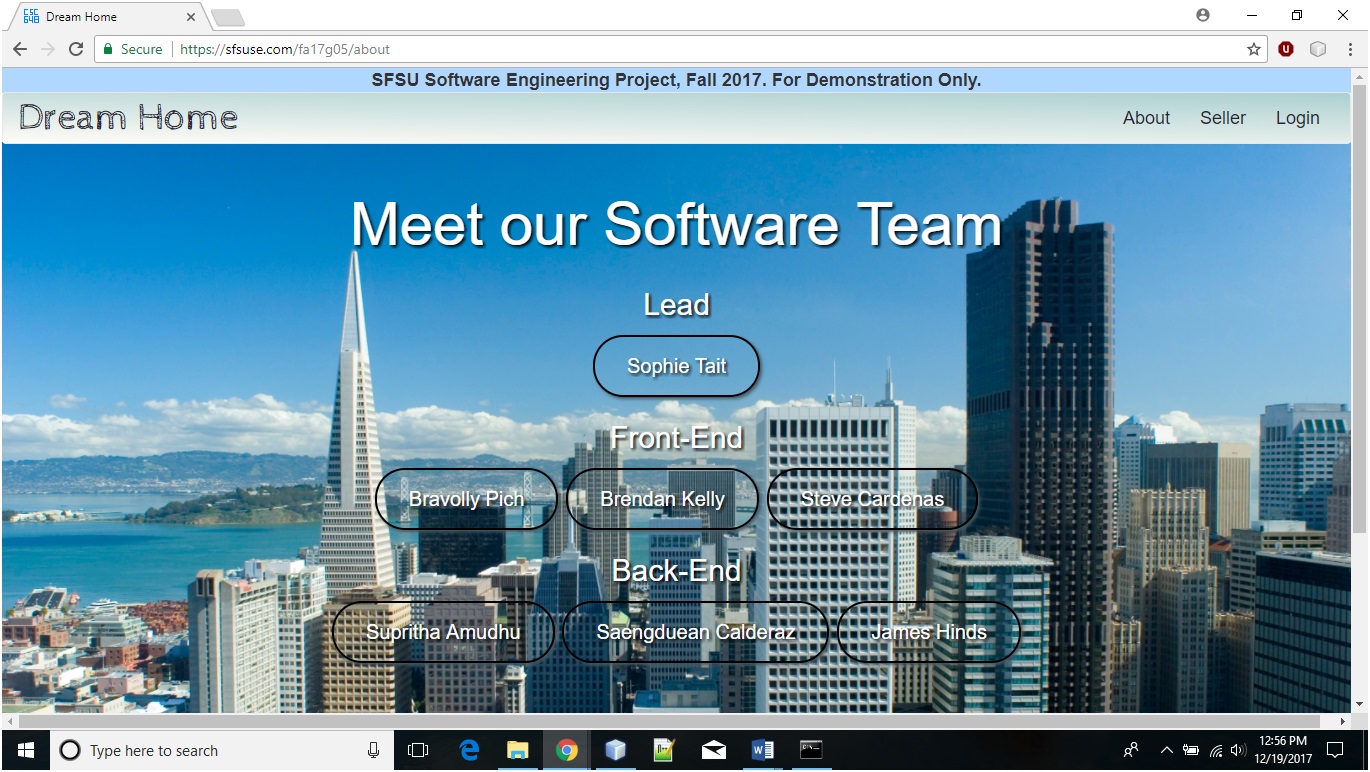 CSC 648 Dream Home
Secure https://sfsuse.com/fa17g05/about
SFSU Software Engineering Project, Fall 2017. For Demonstration Only.
Dream Home About Seller Login
Meet our Software Team
Lead
Sophie Tait
Front-End
Bravolly Pich Brendan Kelly Steve Cardenas
Back-End
Supritha Amudhu Saengduean Calderaz James Hinds
Type here to search
12:56 PM
12/19/2017